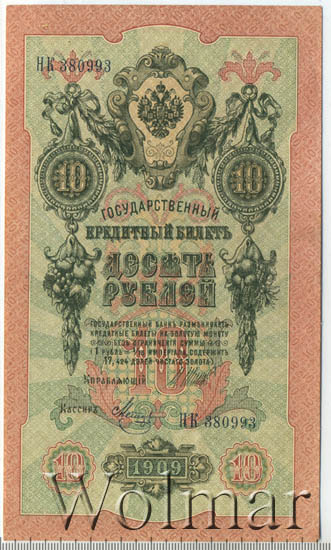 НК 380993
10 10
ГОСУДАРСТВЕННЫЙ
КРЕДИТНЫЙ БИЛЕТЪ
ДЕСЯТЬ
РУБЛЕЙ
ГОСУДАРСТВЕННЫЙ БАНКЪ РАЗМѢНИВАЕТЪ
КРЕДИТНЫЕ БИЛЕТЫ НА ЗОЛОТУЮ МОНЕТУ
БЕЗЪ ОГРАНИЧЕНІЯ СУММЫ
(1 РУБЛЬ = 1/15 ИМПЕРІАЛА, СОДЕРЖИТЪ
17,424 ДОЛЕЙ ЧИСТАГО ЗОЛОТА)
10
УПРАВЛЯЮЩІЙ
КАССИРЪ
НК 380993
10 1909 10
Wolmar